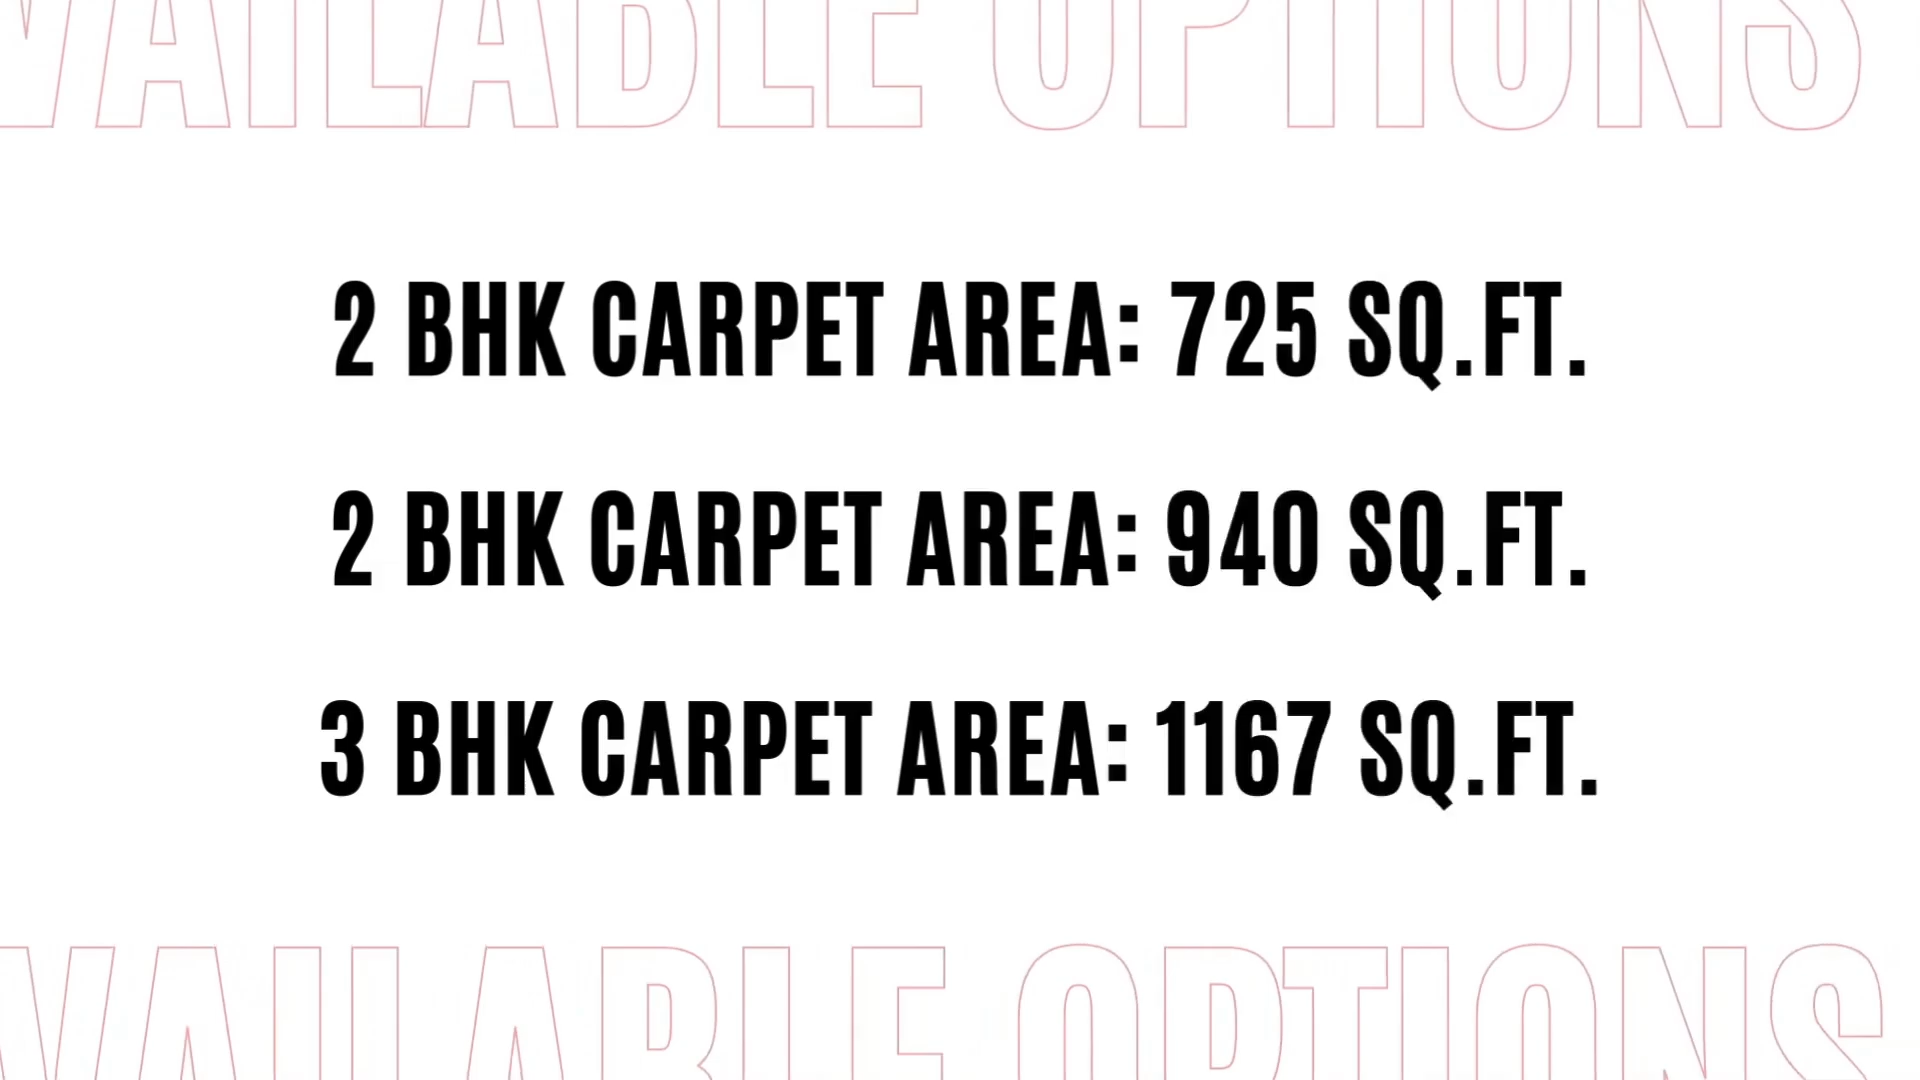 VAILABLE OPTIONS
2 BHK CARPET AREA: 725 SQ.FT.
2 BHK CARPET AREA: 940 SQ.FT.
3 BHK CARPET AREA: 1167 SQ.FT.
VAILABLE OPTIONS